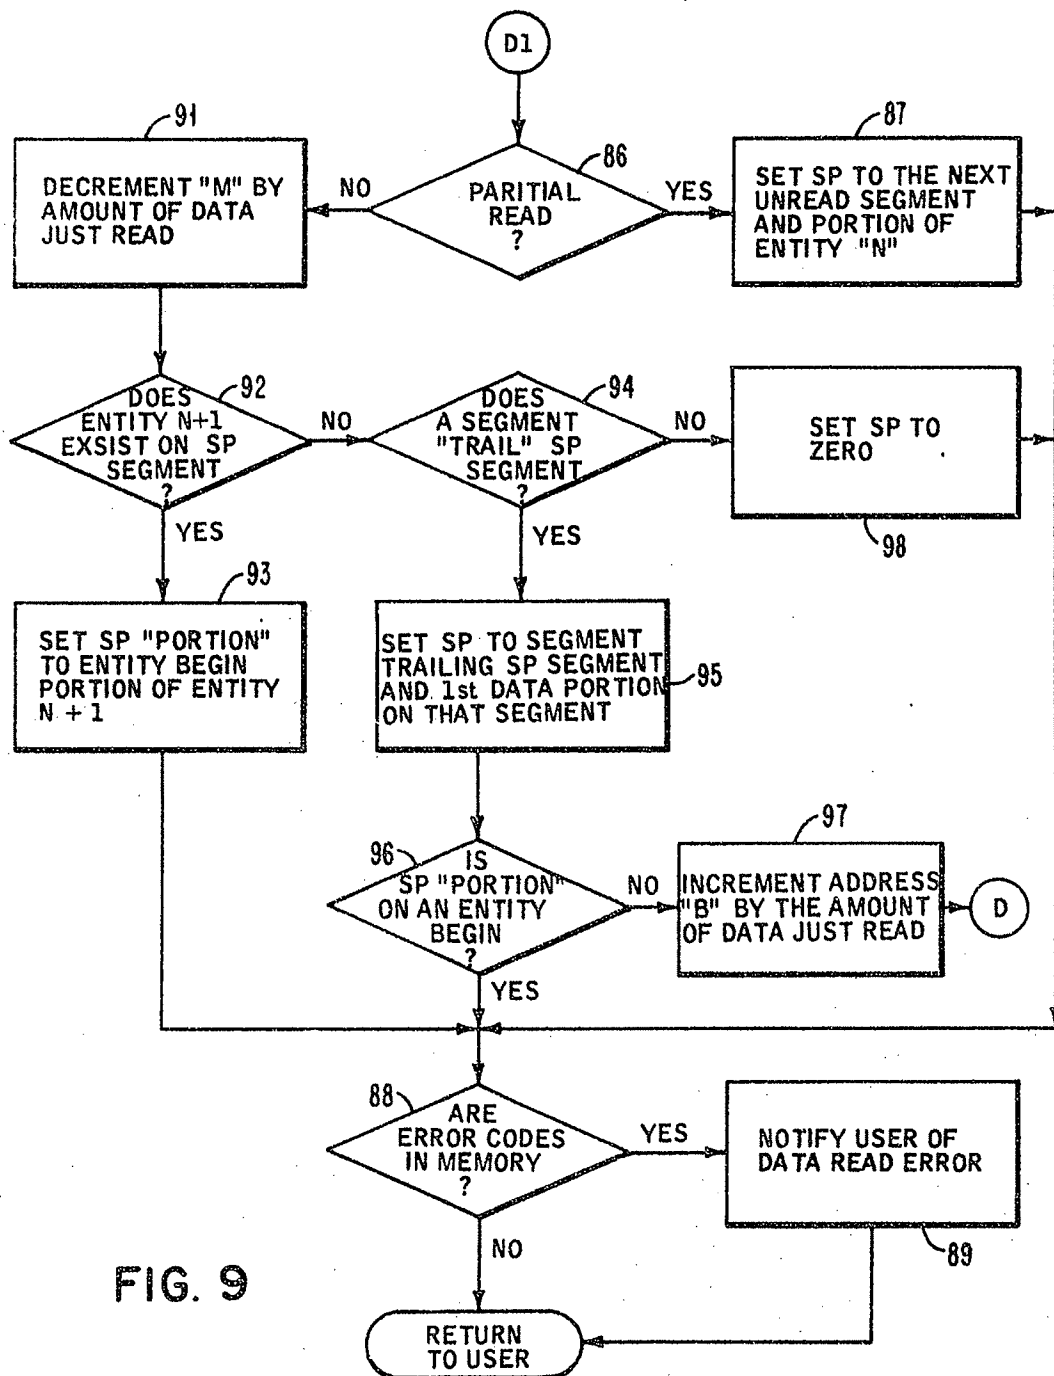 D1
91
DECREMENT "M" BY
AMOUNT OF DATA
JUST READ
NO
86
PARITIAL
READ
?
YES
87
SET SP TO THE NEXT
UNREAD SEGMENT
AND PORTION OF
ENTITY "N"
92
DOES
ENTITY N+1
EXSIST ON SP
SEGMENT
?
NO
YES
94
DOES
A SEGMENT
"TRAIL" SP
SEGMENT
?
NO
YES
SET SP TO
ZERO
98
93
SET SP "PORTION"
TO ENTITY BEGIN
PORTION OF ENTITY
N + 1
SET SP TO SEGMENT
TRAILING SP SEGMENT
AND 1st DATA PORTION
ON THAT SEGMENT
95
96
IS
SP "PORTION"
ON AN ENTITY
BEGIN
?
NO
YES
97
INCREMENT ADDRESS
"B" BY THE AMOUNT
OF DATA JUST READ
D
88
ARE
ERROR CODES
IN MEMORY
?
YES
NO
NOTIFY USER OF
DATA READ ERROR
89
FIG. 9
RETURN
TO USER